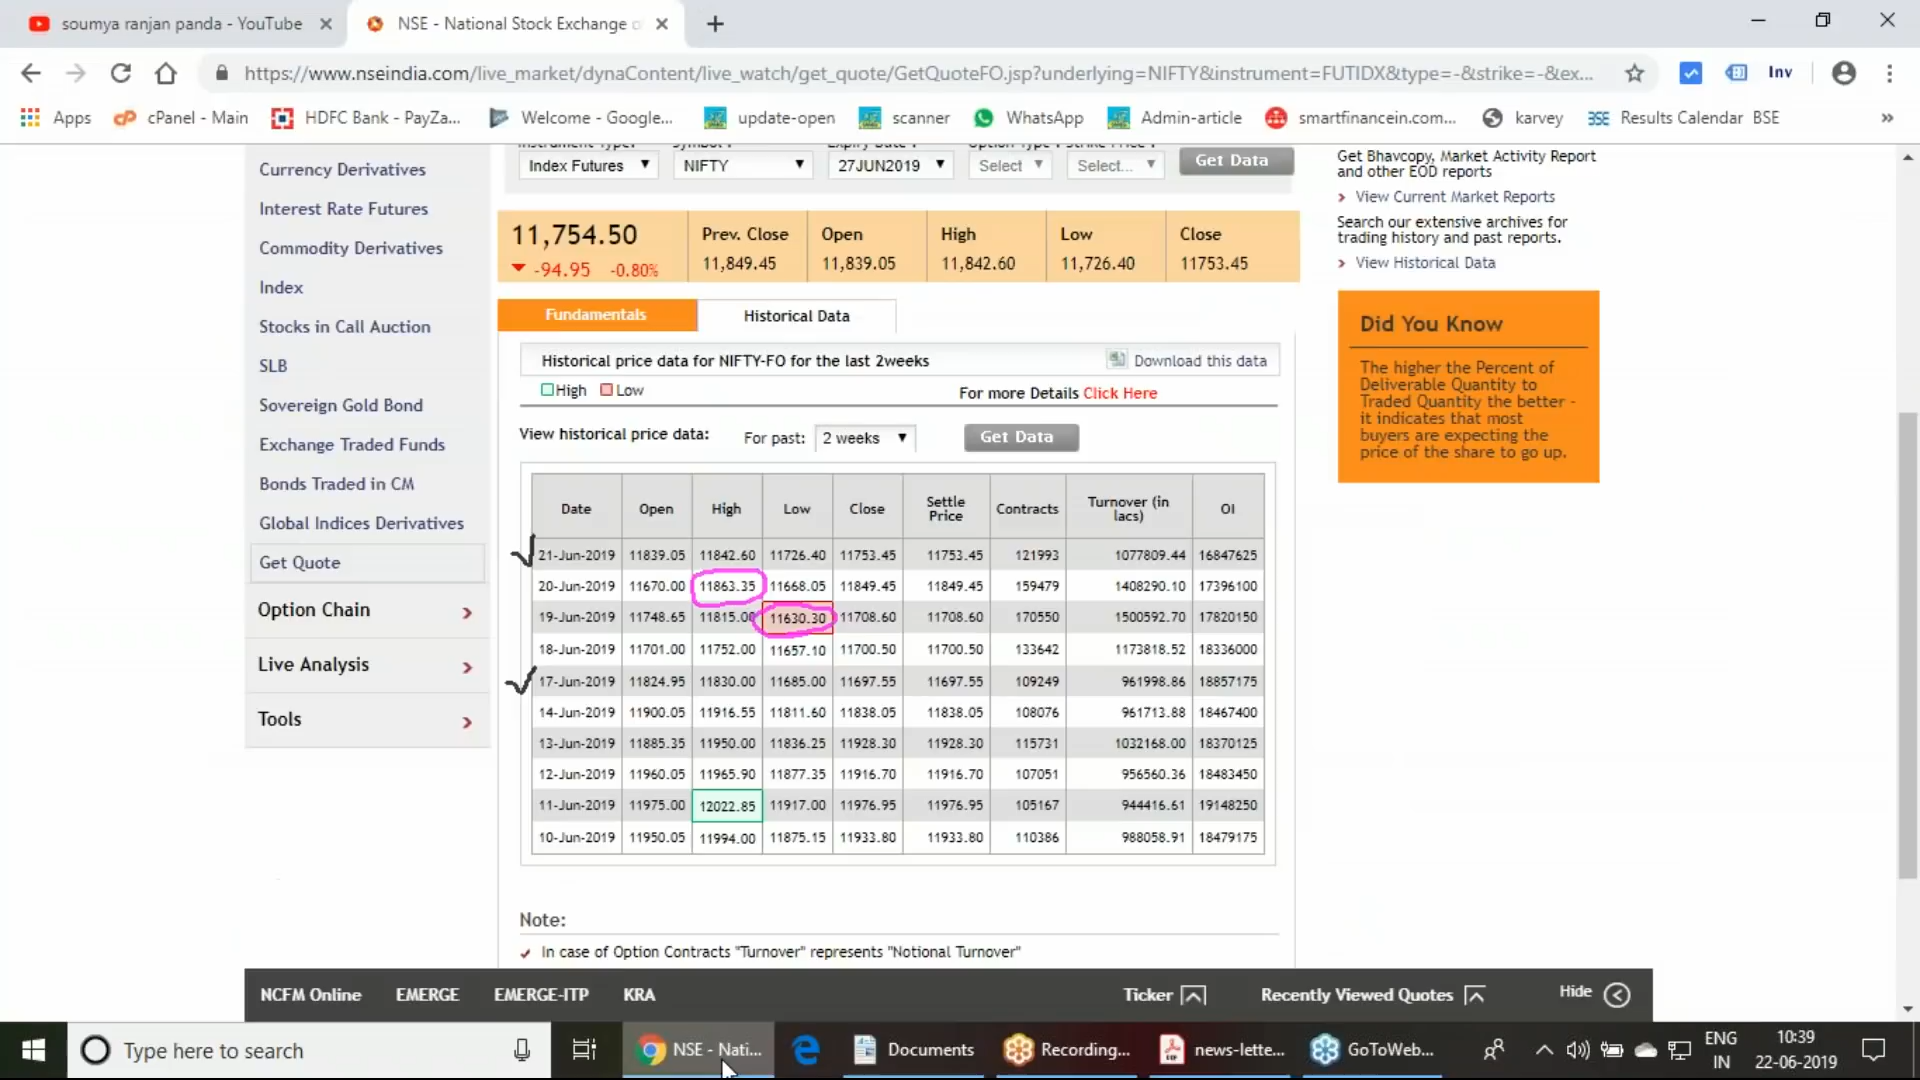 soumya ranjan panda - YouTube
NSE - National Stock Exchange o
https://www.nseindia.com/live_market/dynaContent/live_watch/get_quote/GetQuoteFO.jsp?underlying=NIFTY&instrument=FUTIDX&type=-&strike=-&ex...
Inv
Apps cPanel - Main HDFC Bank - PayZa... Welcome - Google... update-open scanner WhatsApp Admin-article smartfinancein.com... karvey BSE Results Calendar BSE »
Instrument Type: Symbol : Expiry Date : Option Type : Strike Price :
Index Futures NIFTY 27JUN2019 Select Select... Get Data
Currency Derivatives
Interest Rate Futures
Commodity Derivatives
Index
Stocks in Call Auction
SLB
Sovereign Gold Bond
Exchange Traded Funds
Bonds Traded in CM
Global Indices Derivatives
Get Quote
Option Chain
Live Analysis
Tools
11,754.50 Prev. Close Open High Low Close
-94.95 -0.80% 11,849.45 11,839.05 11,842.60 11,726.40 11753.45
Fundamentals Historical Data
Historical price data for NIFTY-FO for the last 2weeks Download this data
High Low For more Details Click Here
View historical price data: For past: 2 weeks Get Data
Date Open High Low Close Settle Price Contracts Turnover (in lacs) OI
21-Jun-2019 11839.05 11842.60 11726.40 11753.45 11753.45 121993 1077809.44 16847625
20-Jun-2019 11670.00 11863.35 11668.05 11849.45 11849.45 159479 1408290.10 17396100
19-Jun-2019 11748.65 11815.00 11630.30 11708.60 11708.60 170550 1500592.70 17820150
18-Jun-2019 11701.00 11752.00 11657.10 11700.50 11700.50 133642 1173818.52 18336000
17-Jun-2019 11824.95 11830.00 11685.00 11697.55 11697.55 109249 961998.86 18857175
14-Jun-2019 11900.05 11916.55 11811.60 11838.05 11838.05 108076 961713.88 18467400
13-Jun-2019 11885.35 11950.00 11836.25 11928.30 11928.30 115731 1032168.00 18370125
12-Jun-2019 11960.05 11965.90 11877.35 11916.70 11916.70 107051 956560.36 18483450
11-Jun-2019 11975.00 12022.85 11917.00 11976.95 11976.95 105167 944416.61 19148250
10-Jun-2019 11950.05 11994.00 11875.15 11933.80 11933.80 110386 988058.91 18479175
Note:
In case of Option Contracts "Turnover" represents "Notional Turnover"
Get Bhavcopy, Market Activity Report
and other EOD reports
View Current Market Reports
Search our extensive archives for
trading history and past reports.
View Historical Data
Did You Know
The higher the Percent of
Deliverable Quantity to
Traded Quantity the better -
it indicates that most
buyers are expecting the
price of the share to go up.
NCFM Online EMERGE EMERGE-ITP KRA Ticker Recently Viewed Quotes Hide
Type here to search NSE - Nati... Documents Recording... news-lette... GoToWeb... ENG 10:39
IN 22-06-2019